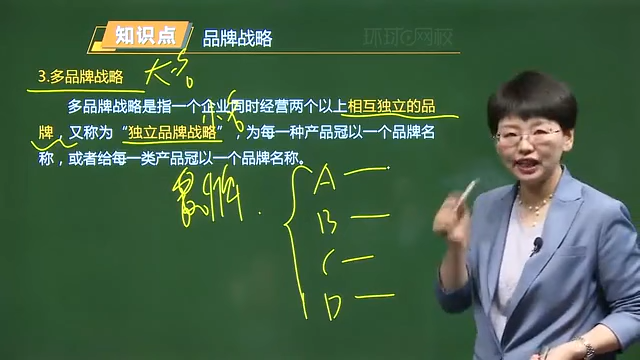 知识点 品牌战略
环球网校
3.多品牌战略
多品牌战略是指一个企业同时经营两个以上相互独立的品
牌，又称为“独立品牌战略”，为每一种产品冠以一个品牌名
称，或者给每一类产品冠以一个品牌名称。
A
B
C
D